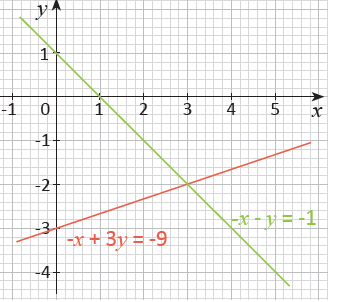 y
1
-1 0 1 2 3 4 5 x
-1
-2
-x - y = -1
-3
-x + 3y = -9
-4